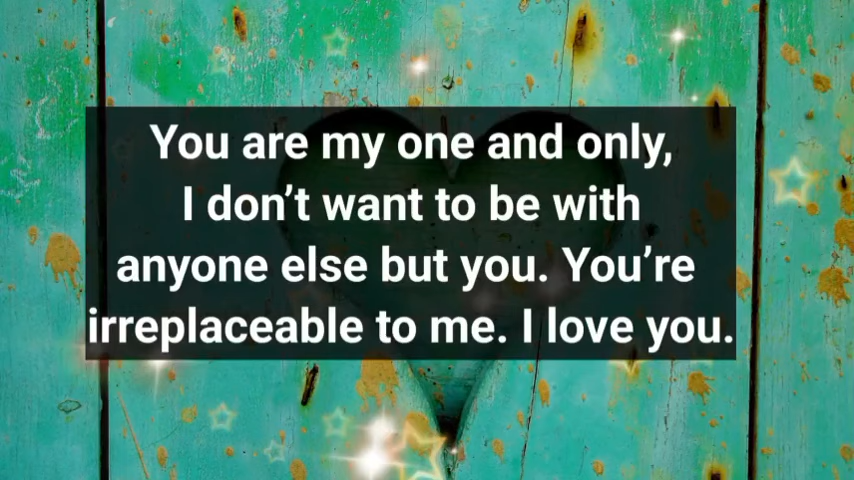 You are my one and only,
I don’t want to be with
anyone else but you. You’re
irreplaceable to me. I love you.